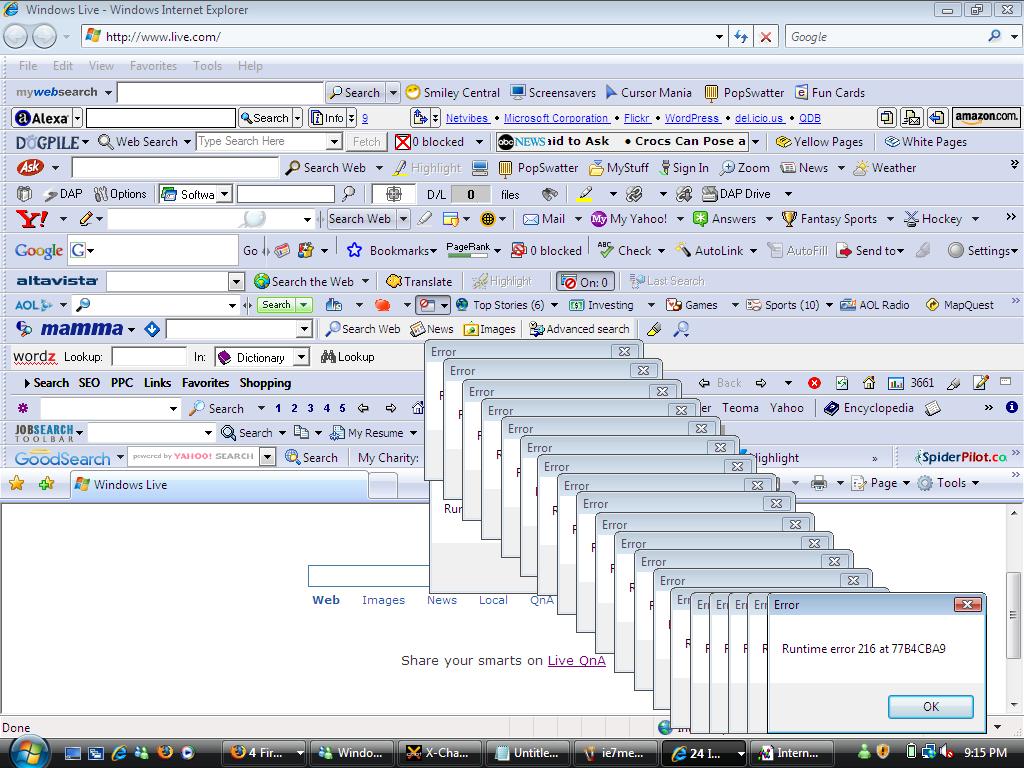 Windows Live - Windows Internet Explorer
http://www.live.com/ Google
File Edit View Favorites Tools Help
mywebsearch Search Smiley Central Screensavers Cursor Mania PopSwatter Fun Cards
a Alexa Search Info 9 Netvibes • Microsoft Corporation • Flickr • WordPress • del.icio.us • QDB amazon.com.
DOGPILE Web Search Type Search Here Fetch 0 blocked abc NEWS aid to Ask • Crocs Can Pose a Yellow Pages White Pages
Ask Search Web Highlight PopSwatter MyStuff Sign In Zoom News Weather
DAP Options Softwa D/L 0 files DAP Drive
Y! Search Web Mail My Yahoo! Answers Fantasy Sports Hockey
Google G Go Bookmarks PageRank 0 blocked ABC Check AutoLink AutoFill Send to Settings
altavista Search the Web Translate Highlight On: 0 Last Search
AOL Search Top Stories (6) Investing Games Sports (10) AOL Radio MapQuest
mamma Search Web News Images Advanced search
wordz Lookup: In: Dictionary Lookup
Search SEO PPC Links Favorites Shopping Back 3661
Search 1 2 3 4 5 er Teoma Yahoo Encyclopedia
JOBSEARCH TOOLBAR Search My Resume
GoodSearch powered by YAHOO! SEARCH Search My Charity: Highlight SpiderPilot.co
Windows Live Page Tools
Error
Error
Error
Error
Error
Error
Error
Error
Error
Error
Error
Error
Error
Run
Web Images News Local QnA
Share your smarts on Live QnA
Error
Runtime error 216 at 77B4CBA9
OK
Done
4 Fir... Windo... X-Cha... Untitle... ie7me... 24 I... Intern... 9:15 PM